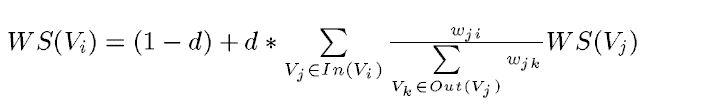 $WS(V_i) = (1 - d) + d * \sum_{V_j \in In(V_i)} \frac{w_{ji}}{\sum_{V_k \in Out(V_j)} w_{jk}} WS(V_j)$